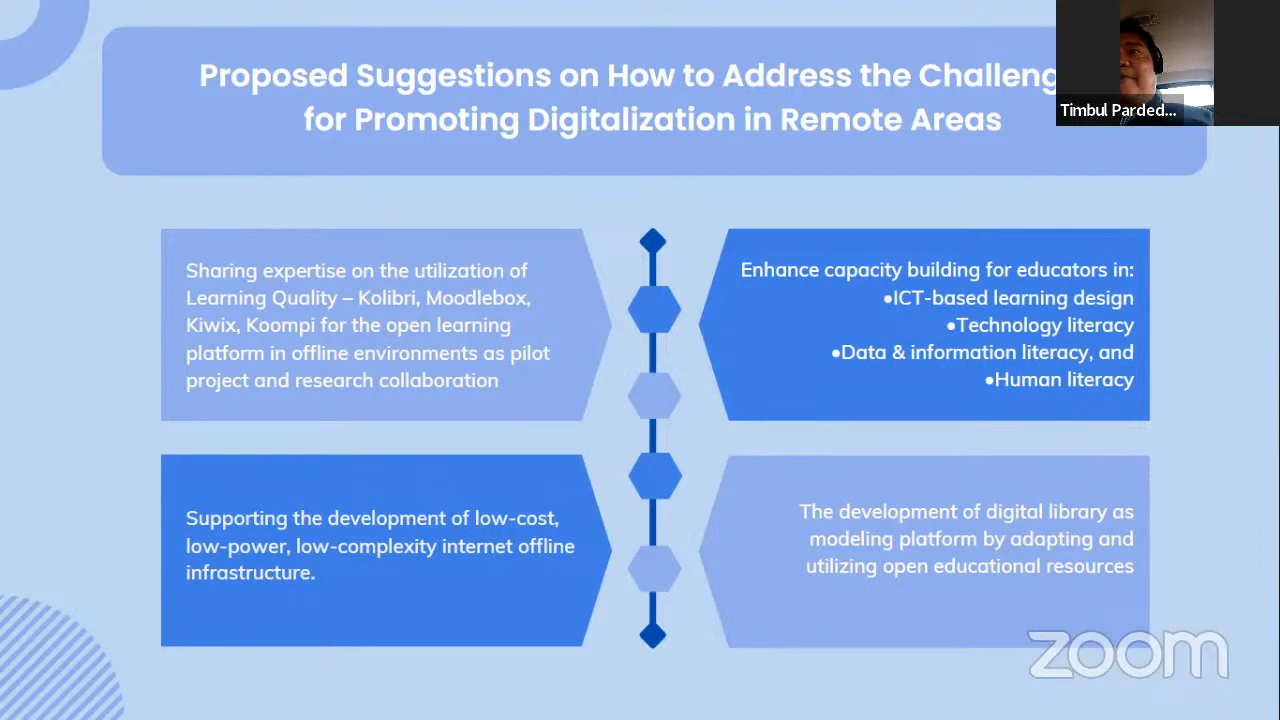 Proposed Suggestions on How to Address the
for Promoting Digitalization in Remote Areas
Timbul Parded...
Sharing expertise on the utilization of
Learning Quality – Kolibri, Moodlebox,
Kiwix, Koompi for the open learning
platform in offline environments as pilot
project and research collaboration
Enhance capacity building for educators in:
•ICT-based learning design
•Technology literacy
•Data & information literacy, and
•Human literacy
Supporting the development of low-cost,
low-power, low-complexity internet offline
infrastructure.
The development of digital library as
modeling platform by adapting and
utilizing open educational resources
zoom